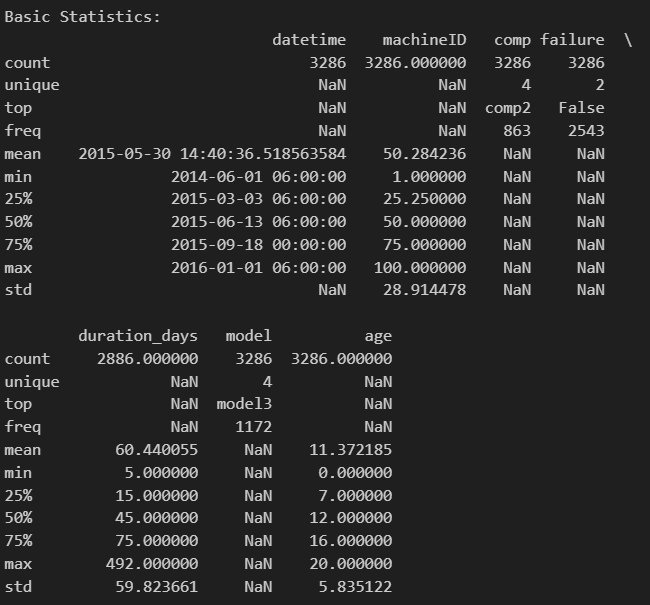 Basic Statistics:
                             datetime    machineID   comp failure  \
count                            3286  3286.000000   3286    3286
unique                            NaN          NaN      4       2
top                               NaN          NaN  comp2   False
freq                              NaN          NaN    863    2543
mean    2015-05-30 14:40:36.518563584    50.284236    NaN     NaN
min               2014-06-01 06:00:00     1.000000    NaN     NaN
25%               2015-03-03 06:00:00    25.250000    NaN     NaN
50%               2015-06-13 06:00:00    50.000000    NaN     NaN
75%               2015-09-18 00:00:00    75.000000    NaN     NaN
max               2016-01-01 06:00:00   100.000000    NaN     NaN
std                               NaN    28.914478    NaN     NaN
        duration_days   model          age
count     2886.000000    3286  3286.000000
unique            NaN       4          NaN
top               NaN  model3          NaN
freq              NaN    1172          NaN
mean        60.440055     NaN    11.372185
min          5.000000     NaN     0.000000
25%         15.000000     NaN     7.000000
50%         45.000000     NaN    12.000000
75%         75.000000     NaN    16.000000
max        492.000000     NaN    20.000000
std         59.823661     NaN     5.835122